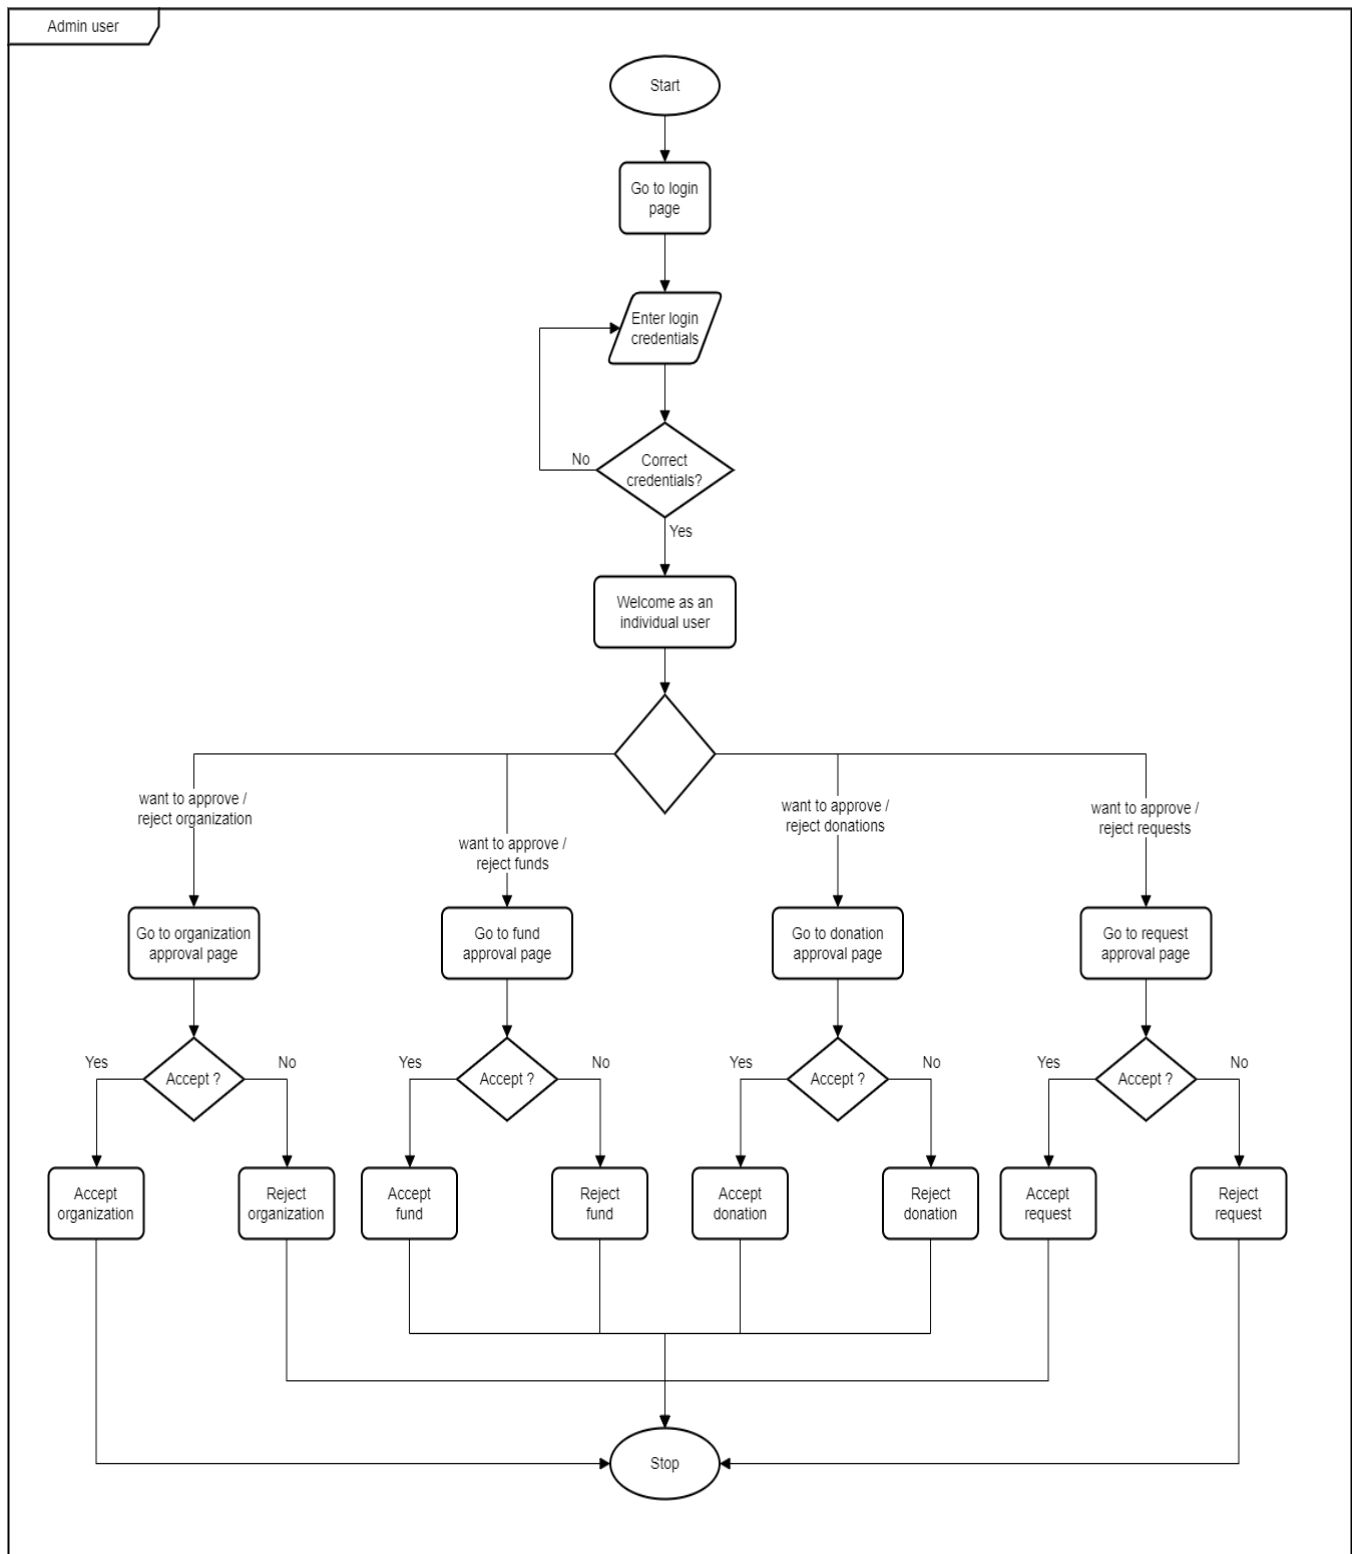 Admin user
Start
Go to login
page
Enter login
credentials
Correct
credentials?
No
Yes
Welcome as an
individual user
want to approve /
reject organization
want to approve /
reject funds
want to approve /
reject donations
want to approve /
reject requests
Go to organization
approval page
Go to fund
approval page
Go to donation
approval page
Go to request
approval page
Yes
Accept ?
No
Yes
Accept ?
No
Yes
Accept ?
No
Yes
Accept ?
No
Accept
organization
Reject
organization
Accept
fund
Reject
fund
Accept
donation
Reject
donation
Accept
request
Reject
request
Stop